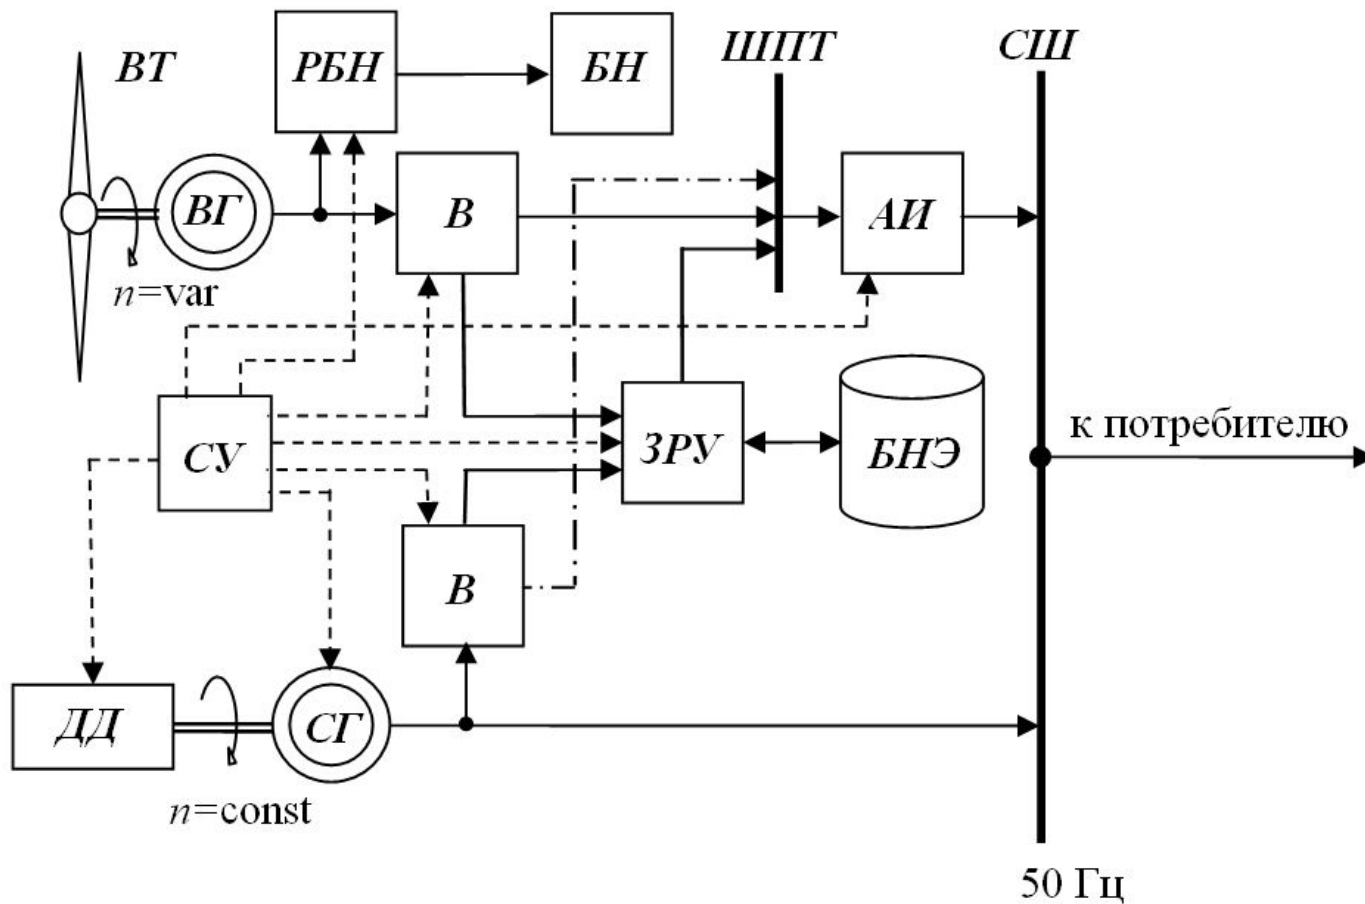 ВТ
РБН
БН
ШПТ
СШ
ВГ
В
АИ
n=var
СУ
ЗРУ
БНЭ
к потребителю
В
ДД
СГ
n=const
50 Гц